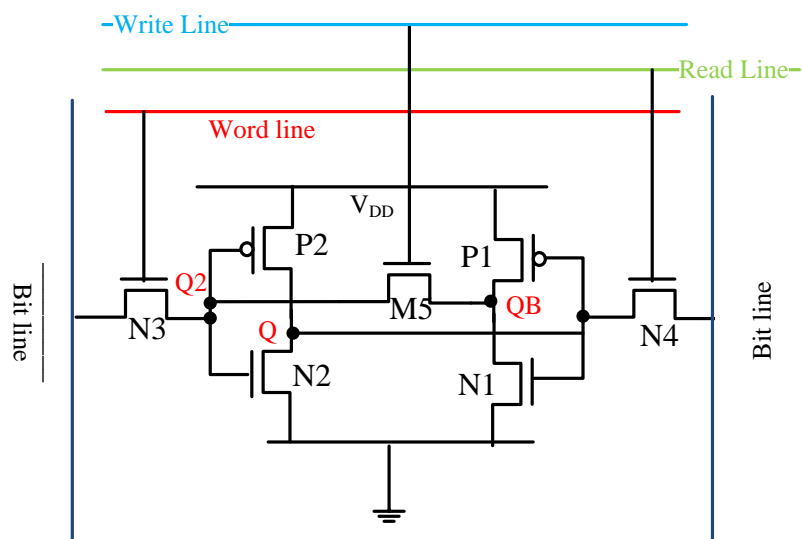 Write Line
Read Line
Word line
V_DD
P2
P1
Q2
QB
M5
N3
Q
N4
N2
N1
Bit line
Bit line